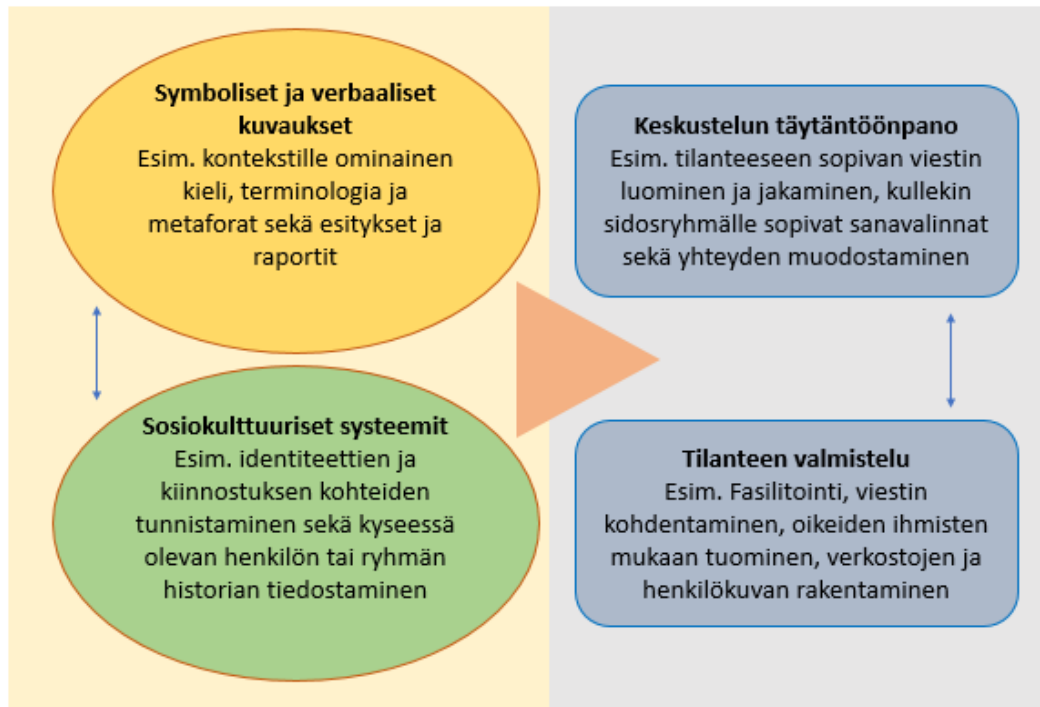 Symboliset ja verbaaliset
kuvaukset
Esim. kontekstille ominainen
kieli, terminologia ja
metaforat sekä esitykset ja
raportit
Sosiokulttuuriset systeemit
Esim. identiteettien ja
kiinnostuksen kohteiden
tunnistaminen sekä kyseessä
olevan henkilön tai ryhmän
historian tiedostaminen
Keskustelun täytäntöönpano
Esim. tilanteeseen sopivan viestin
luominen ja jakaminen, kullekin
sidosryhmälle sopivat sanavalinnat
sekä yhteyden muodostaminen
Tilanteen valmistelu
Esim. Fasilitointi, viestin
kohdentaminen, oikeiden ihmisten
mukaan tuominen, verkostojen ja
henkilökuvan rakentaminen